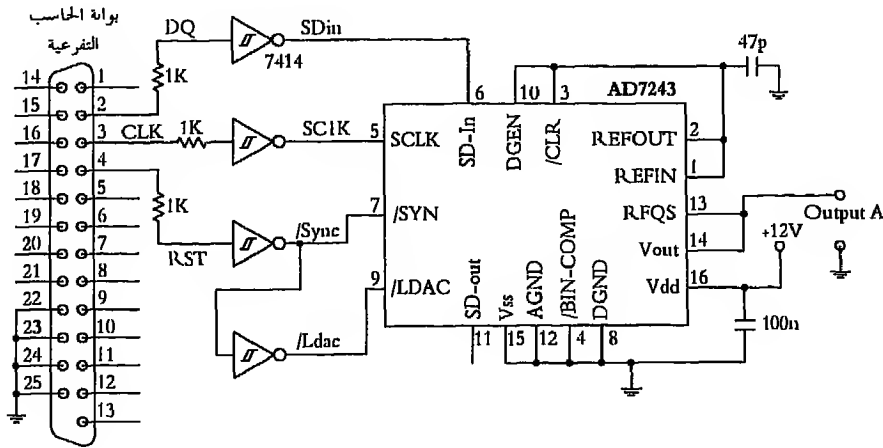 بوابة الحاسب
التفرعية
DQ
SDin
7414
1K
47p
6
10
3
AD7243
14
1
15
2
16
3
CLK
1K
SClK
5
SCLK
SD-In
DGEN
/CLR
REFOUT
2
17
4
REFIN
1
18
5
1K
7
/SYN
RFQS
13
Output A
19
6
/Sync
+12V
20
7
RST
Vout
14
21
8
9
/LDAC
SD-out
Vss
AGND
/BIN-COMP
DGND
Vdd
16
22
9
23
10
11
15
12
4
8
100n
24
11
/Ldac
25
12
13